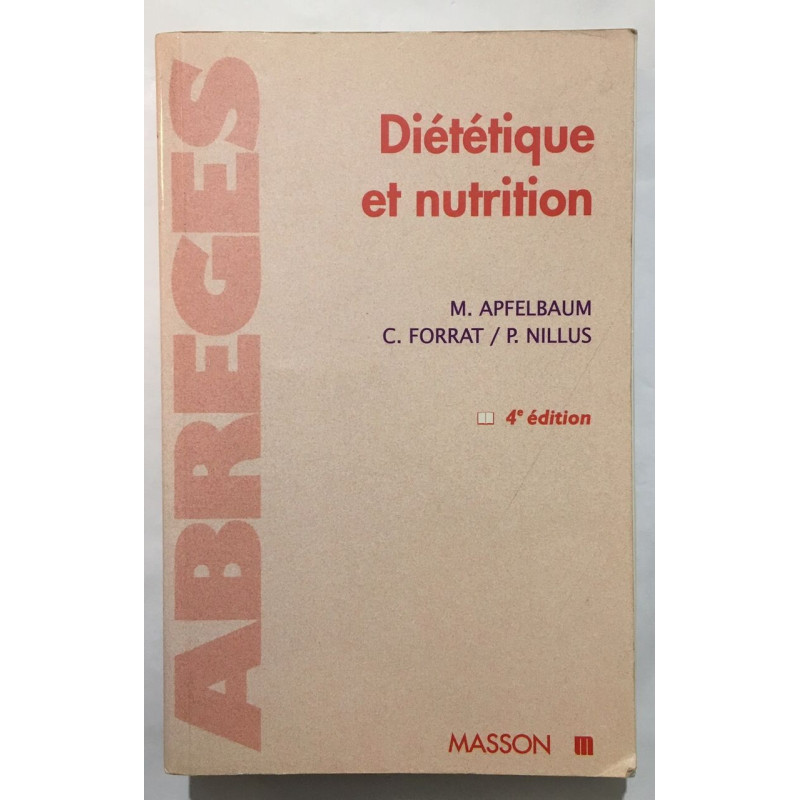 ABREGES
Diététique
et nutrition
M. APFELBAUM
C. FORRAT / P. NILLUS
4e édition
MASSON m